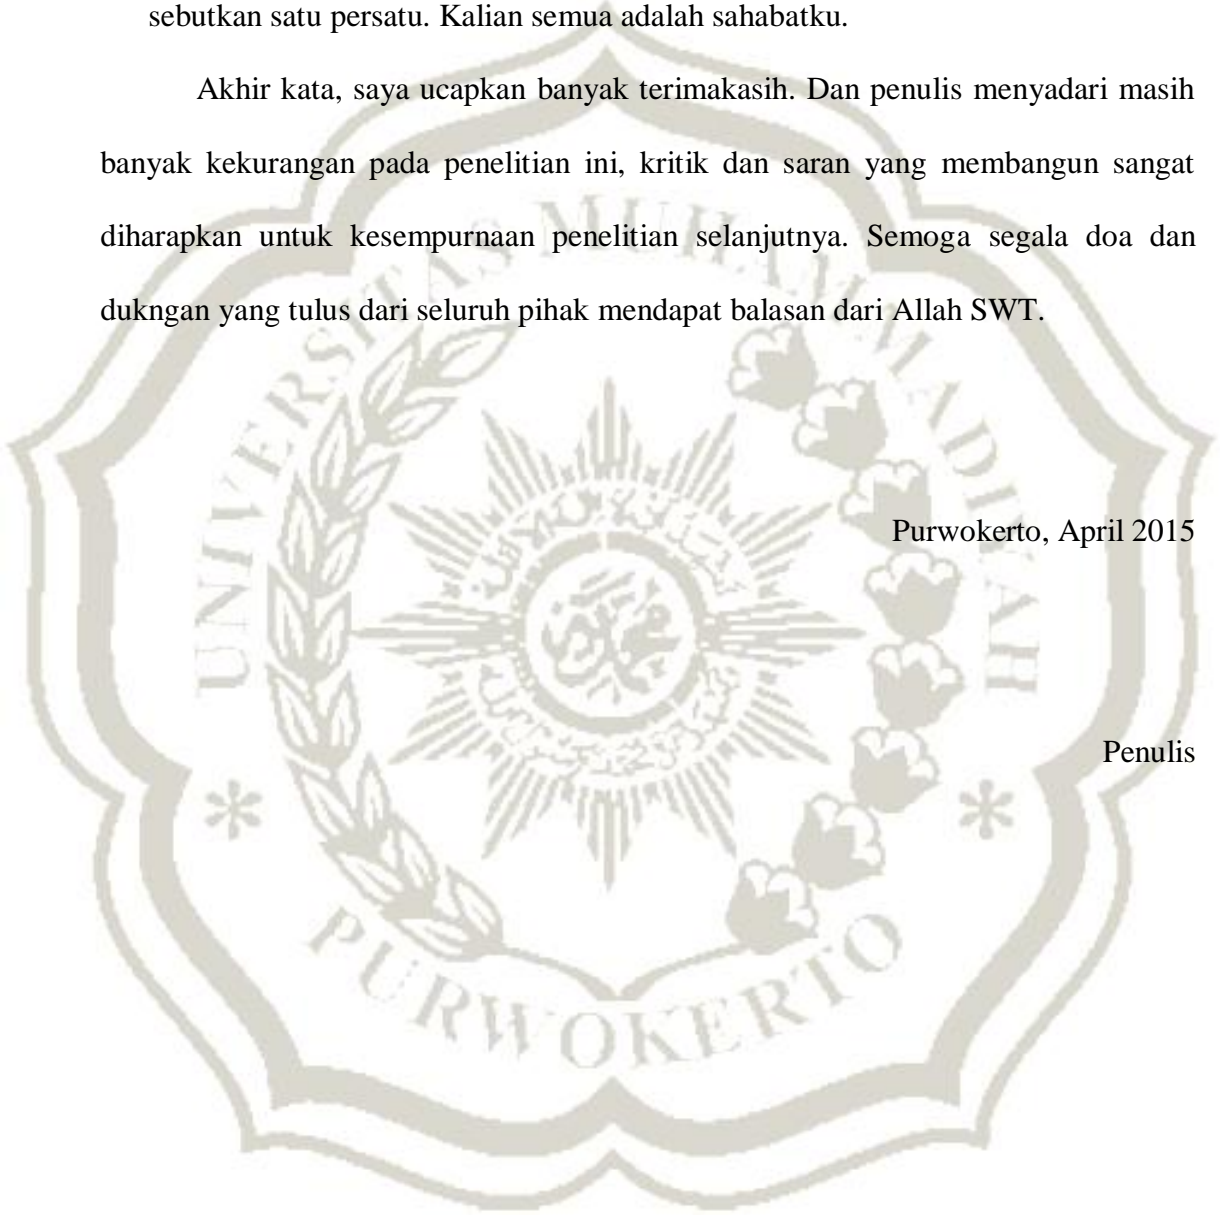 sebutkan satu persatu. Kalian semua adalah sahabatku.
Akhir kata, saya ucapkan banyak terimakasih. Dan penulis menyadari masih
banyak kekurangan pada penelitian ini, kritik dan saran yang membangun sangat
diharapkan untuk kesempurnaan penelitian selanjutnya. Semoga segala doa dan
dukngan yang tulus dari seluruh pihak mendapat balasan dari Allah SWT.
UNIVERSITAS MUHAMMADIYAH
Purwokerto, April 2015
Penulis
PURWOKERTO